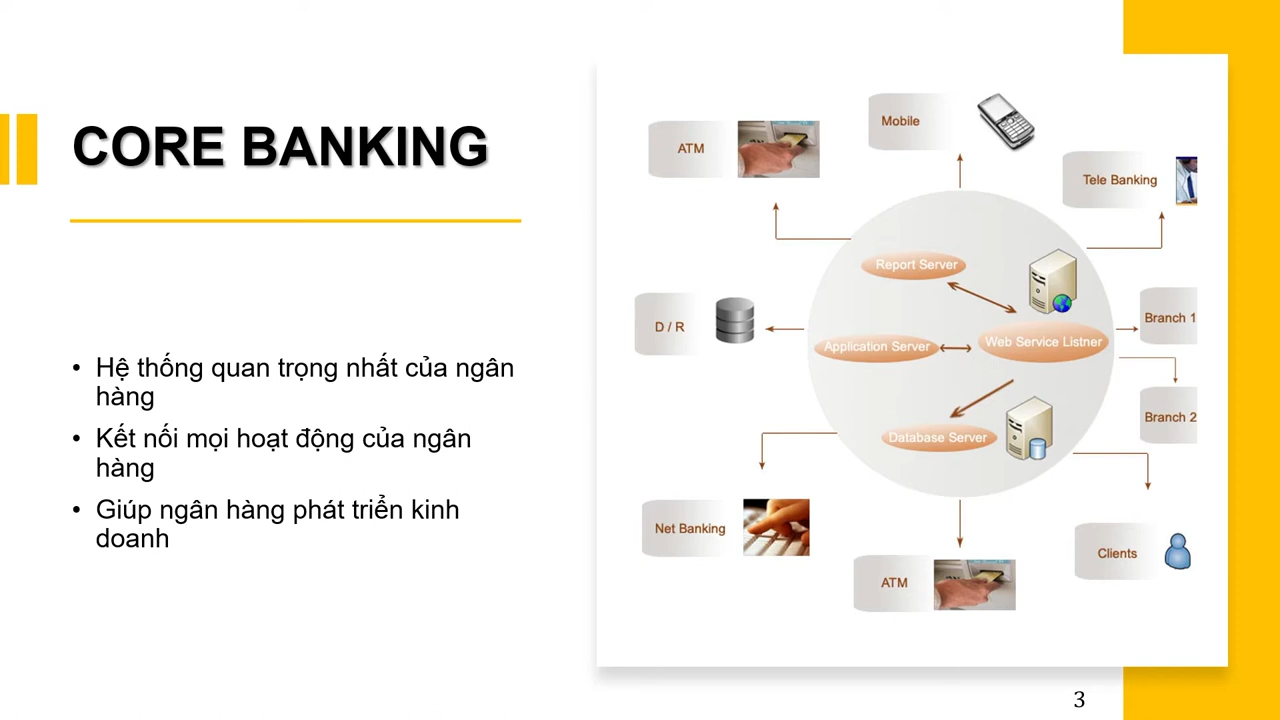 CORE BANKING
• Hệ thống quan trọng nhất của ngân
hàng
• Kết nối mọi hoạt động của ngân
hàng
• Giúp ngân hàng phát triển kinh
doanh
Mobile
ATM
Tele Banking
Report Server
D / R
Branch 1
Application Server
Web Service Listner
Branch 2
Database Server
Net Banking
Clients
ATM
3